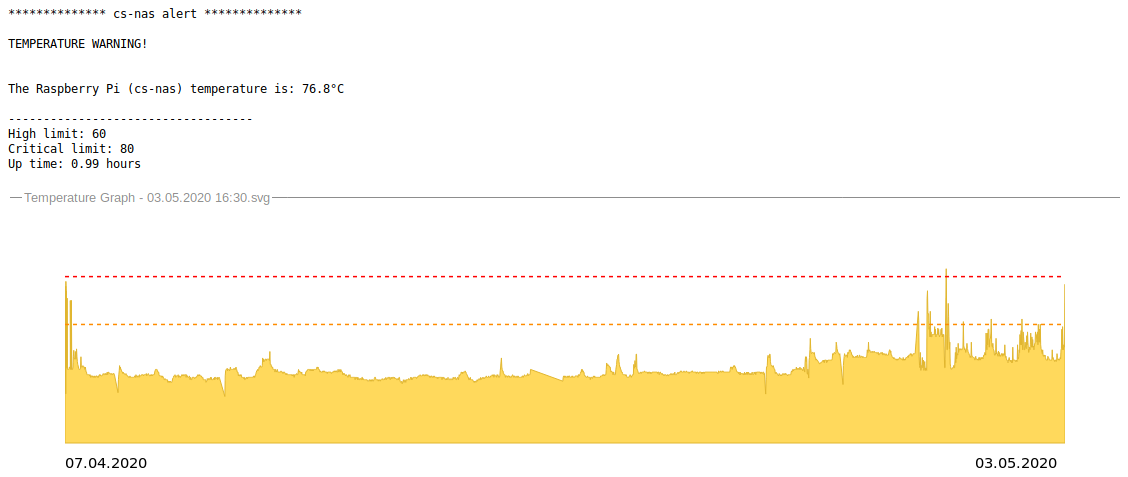 ************** cs-nas alert **************
TEMPERATURE WARNING!
The Raspberry Pi (cs-nas) temperature is: 76.8°C
-----------------------------------
High limit: 60
Critical limit: 80
Up time: 0.99 hours
Temperature Graph - 03.05.2020 16:30.svg
07.04.2020 03.05.2020